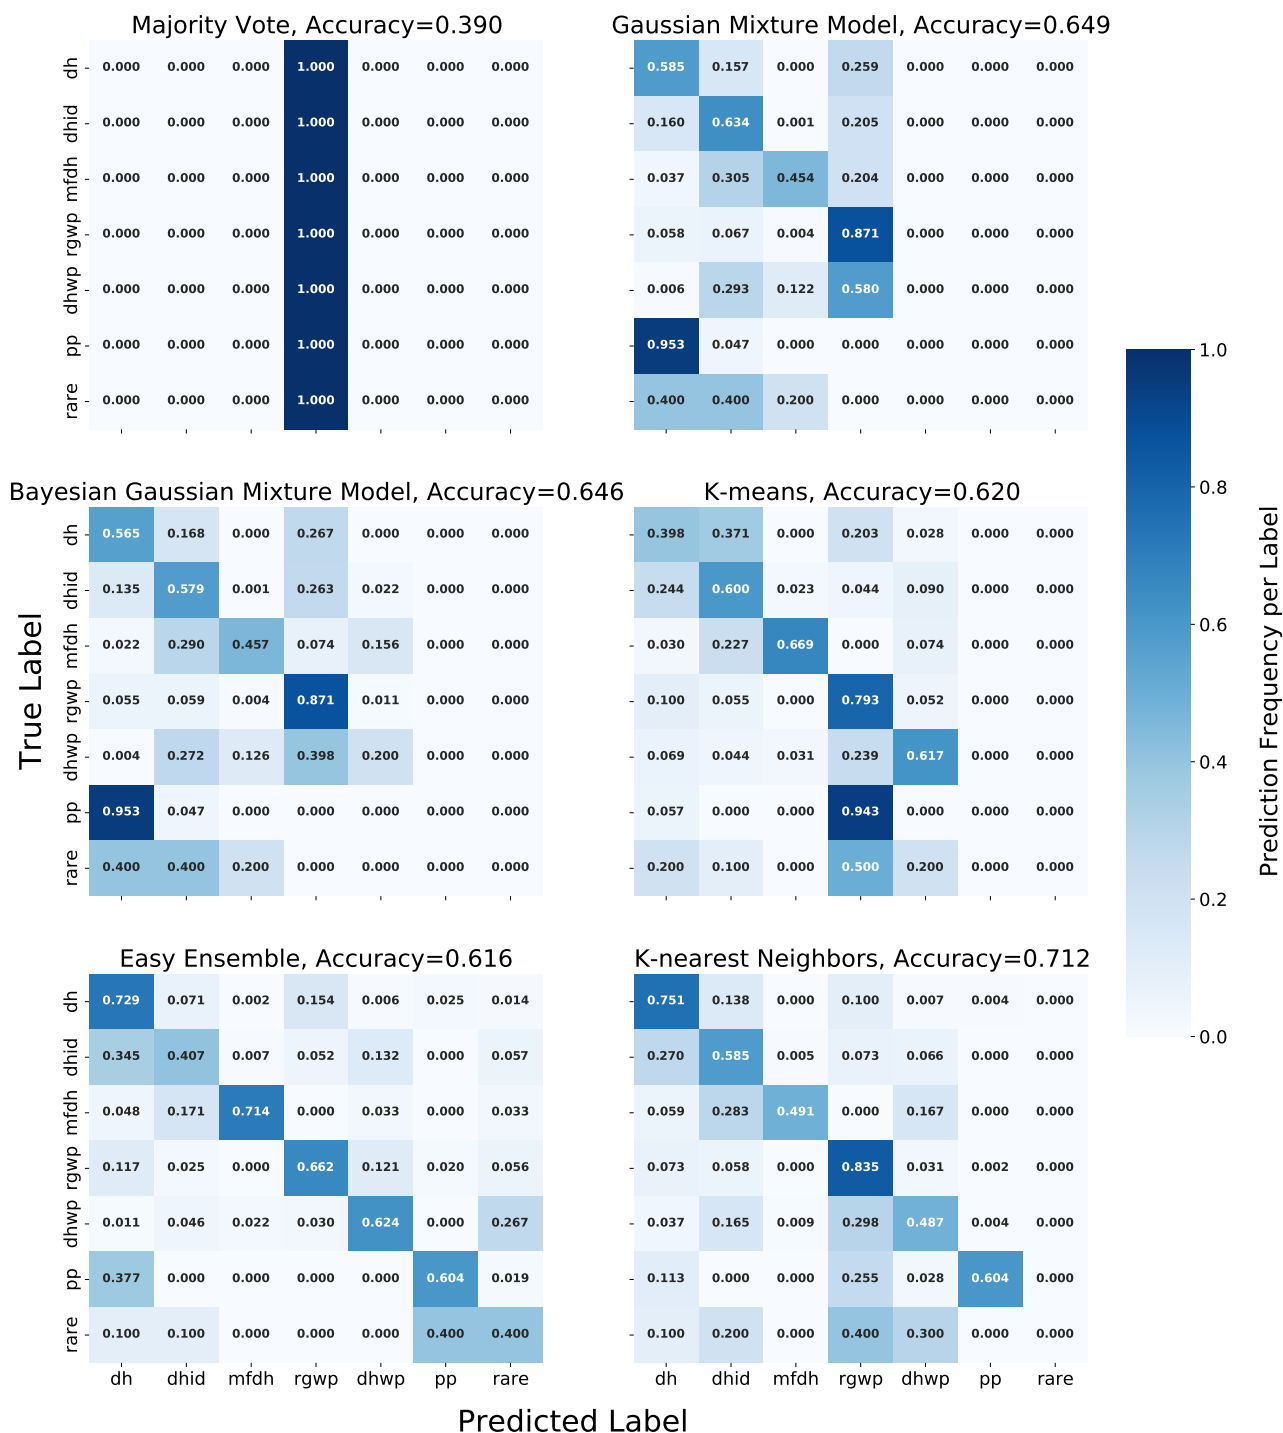 Majority Vote, Accuracy=0.390
dh 0.000 0.000 0.000 1.000 0.000 0.000 0.000
dhid 0.000 0.000 0.000 1.000 0.000 0.000 0.000
mfdh 0.000 0.000 0.000 1.000 0.000 0.000 0.000
rgwp 0.000 0.000 0.000 1.000 0.000 0.000 0.000
dhwp 0.000 0.000 0.000 1.000 0.000 0.000 0.000
pp 0.000 0.000 0.000 1.000 0.000 0.000 0.000
rare 0.000 0.000 0.000 1.000 0.000 0.000 0.000
Gaussian Mixture Model, Accuracy=0.649
0.585 0.157 0.000 0.259 0.000 0.000 0.000
0.160 0.634 0.001 0.205 0.000 0.000 0.000
0.037 0.305 0.454 0.204 0.000 0.000 0.000
0.058 0.067 0.004 0.871 0.000 0.000 0.000
0.006 0.293 0.122 0.580 0.000 0.000 0.000
0.953 0.047 0.000 0.000 0.000 0.000 0.000
0.400 0.400 0.200 0.000 0.000 0.000 0.000
Bayesian Gaussian Mixture Model, Accuracy=0.646
dh 0.565 0.168 0.000 0.267 0.000 0.000 0.000
dhid 0.135 0.579 0.001 0.263 0.022 0.000 0.000
mfdh 0.022 0.290 0.457 0.074 0.156 0.000 0.000
rgwp 0.055 0.059 0.004 0.871 0.011 0.000 0.000
dhwp 0.004 0.272 0.126 0.398 0.200 0.000 0.000
pp 0.953 0.047 0.000 0.000 0.000 0.000 0.000
rare 0.400 0.400 0.200 0.000 0.000 0.000 0.000
K-means, Accuracy=0.620
0.398 0.371 0.000 0.203 0.028 0.000 0.000
0.244 0.600 0.023 0.044 0.090 0.000 0.000
0.030 0.227 0.669 0.000 0.074 0.000 0.000
0.100 0.055 0.000 0.793 0.052 0.000 0.000
0.069 0.044 0.031 0.239 0.617 0.000 0.000
0.057 0.000 0.000 0.943 0.000 0.000 0.000
0.200 0.100 0.000 0.500 0.200 0.000 0.000
Easy Ensemble, Accuracy=0.616
dh 0.729 0.071 0.002 0.154 0.006 0.025 0.014
dhid 0.345 0.407 0.007 0.052 0.132 0.000 0.057
mfdh 0.048 0.171 0.714 0.000 0.033 0.000 0.033
rgwp 0.117 0.025 0.000 0.662 0.121 0.020 0.056
dhwp 0.011 0.046 0.022 0.030 0.624 0.000 0.267
pp 0.377 0.000 0.000 0.000 0.000 0.604 0.019
rare 0.100 0.100 0.000 0.000 0.000 0.400 0.400
dh dhid mfdh rgwp dhwp pp rare
K-nearest Neighbors, Accuracy=0.712
0.751 0.138 0.000 0.100 0.007 0.004 0.000
0.270 0.585 0.005 0.073 0.066 0.000 0.000
0.059 0.283 0.491 0.000 0.167 0.000 0.000
0.073 0.058 0.000 0.835 0.031 0.002 0.000
0.037 0.165 0.009 0.298 0.487 0.004 0.000
0.113 0.000 0.000 0.255 0.028 0.604 0.000
0.100 0.200 0.000 0.400 0.300 0.000 0.000
dh dhid mfdh rgwp dhwp pp rare
True Label
Predicted Label
1.0
0.8
0.6
0.4
0.2
0.0
Prediction Frequency per Label